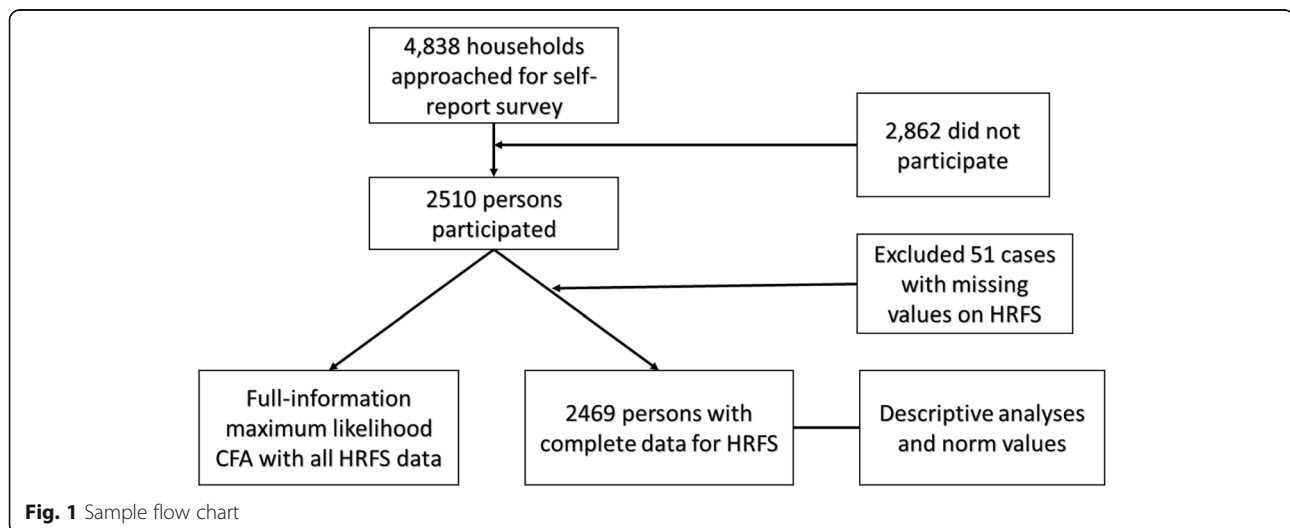 4,838 households
approached for self-
report survey
2,862 did not
participate
2510 persons
participated
Excluded 51 cases
with missing
values on HRFS
Full-information
maximum likelihood
CFA with all HRFS data
2469 persons with
complete data for HRFS
Descriptive analyses
and norm values
Fig. 1 Sample flow chart